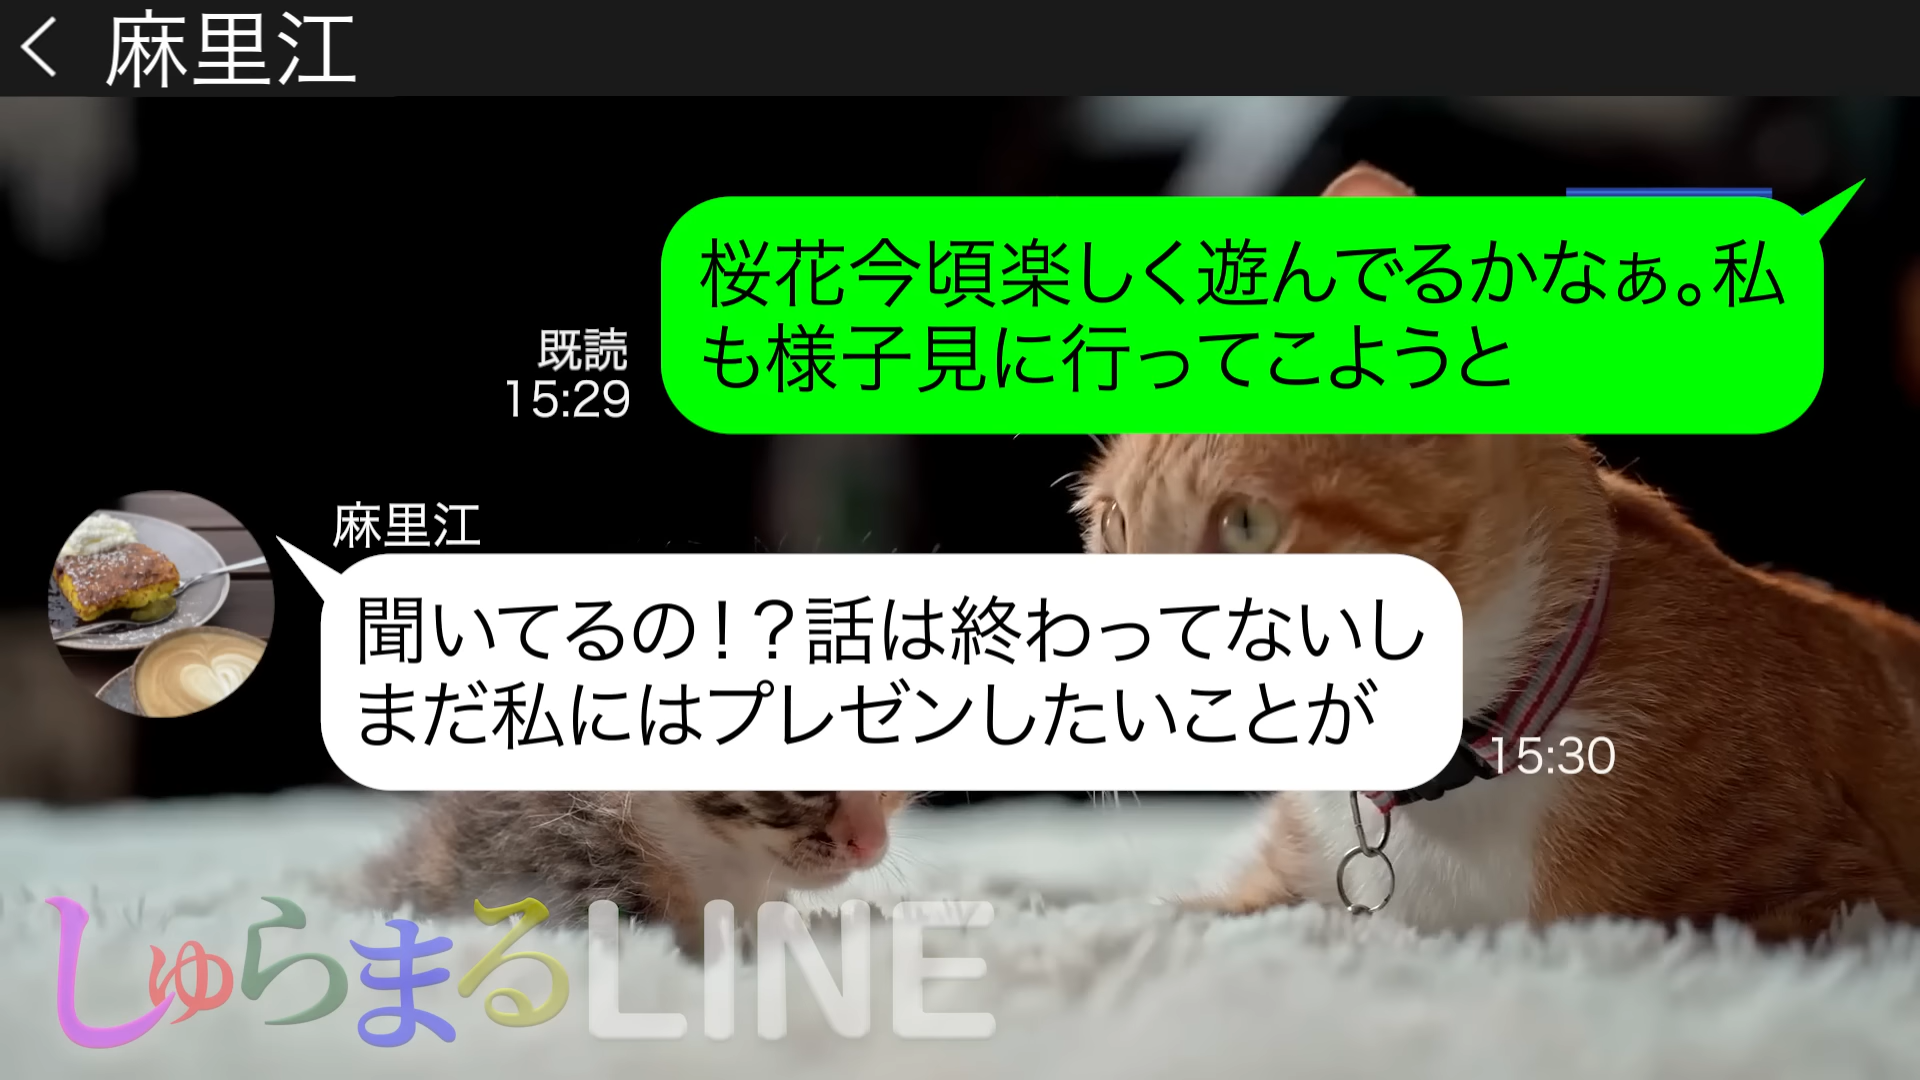 麻里江
桜花今頃楽しく遊んでるかなぁ。私
も様子見に行ってこようと
既読
15:29
麻里江
聞いてるの！？話は終わってないし
まだ私にはプレゼンしたいことが
15:30
しゅらまるLINE